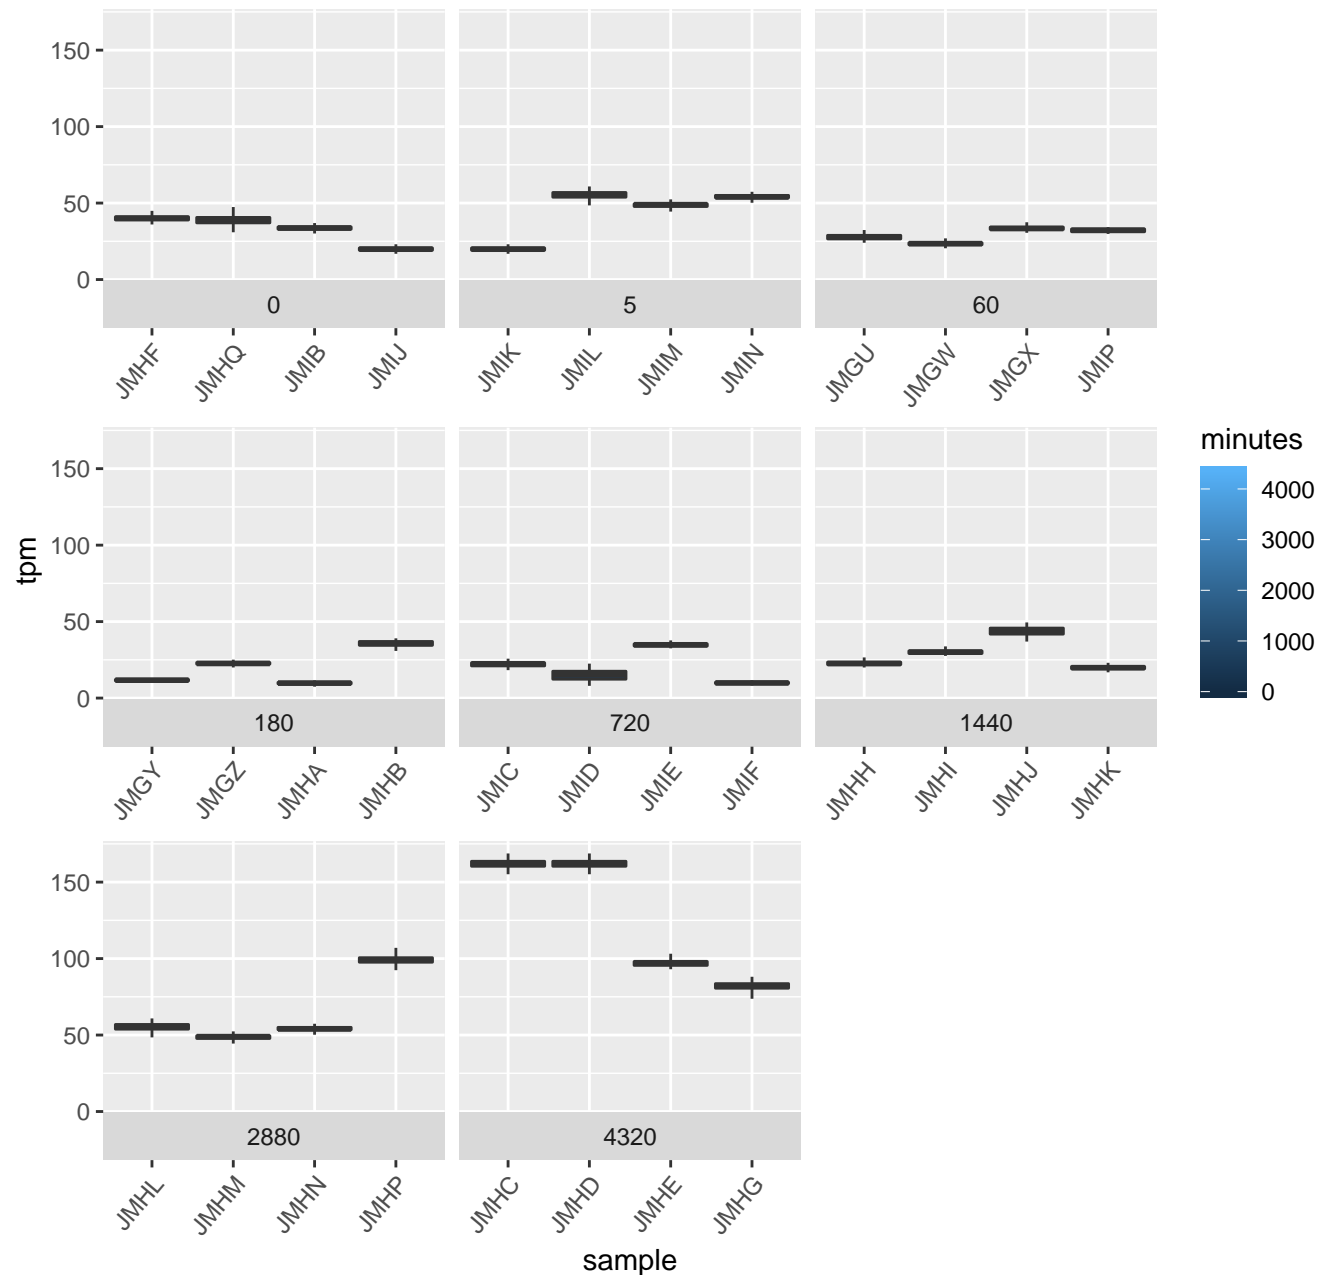 150
100
50
0
0 5 60
JMHF JMHQ JMIB JMIJ JMIK JMIL JMIM JMIN JMGU JMGW JMGX JMIP
150
100
50
0
180 720 1440
JMGY JMGZ JMHA JMHB JMIC JMID JMIE JMIF JMHH JMHI JMHJ JMHK
150
100
50
0
2880 4320
JMHL JMHM JMHN JMHP JMHC JMHD JMHE JMHG
tpm
sample
minutes
4000
3000
2000
1000
0